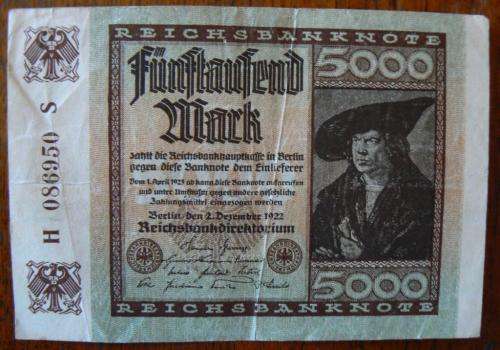 REICHSBANKNOTE
5000
Fünftausend
Mark
zahlt die Reichsbankhauptkasse in Berlin
gegen diese Banknote dem Einlieferer
Vom 1. April 1923 ab kann diese Banknote aufgerufen
und unter Umtausch gegen andere gesetzliche
Zahlungsmittel eingezogen werden
Berlin, den 2. Dezember 1922
Reichsbankdirektorium
5000
REICHSBANKNOTE
H 086950 S